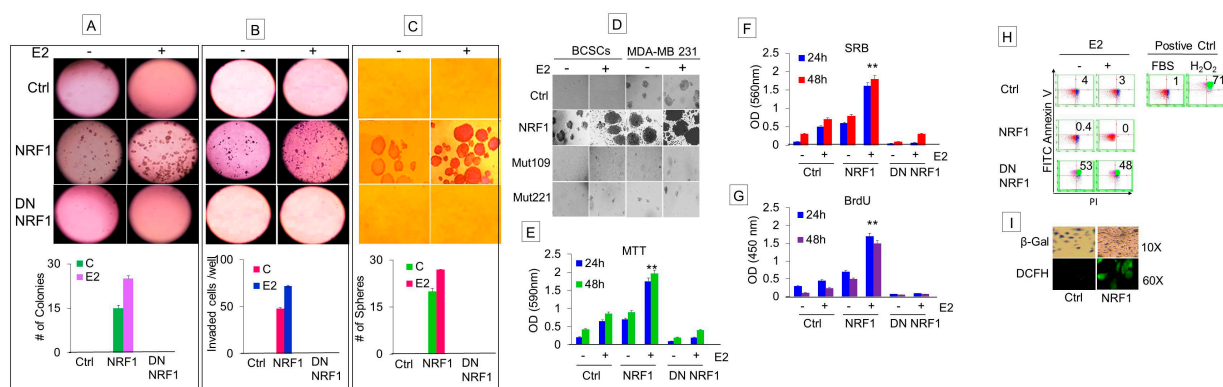 A
E2 - +
Ctrl
NRF1
DN
NRF1
# of Colonies
30
15
0
C
E2
Ctrl NRF1 DN
NRF1
B
- +
Invaded cells /well
100
75
50
0
C
E2
Ctrl NRF1 DN
NRF1
C
- +
# of Spheres
30
15
0
C
E2
Ctrl NRF1 DN
NRF1
D
BCSCs MDA-MB 231
E2 - + - +
Ctrl
NRF1
Mut109
Mut221
E
MTT
OD (590nm)
2.5
2
1.5
1
0.5
0
24h
48h
**
- + - + - + E2
Ctrl NRF1 DN NRF1
F
SRB
OD (560nm)
2.5
2
1.5
1
0.5
0
24h
48h
**
- + - + - + E2
Ctrl NRF1 DN NRF1
G
BrdU
OD (450 nm)
2.5
2
1.5
1
0.5
0
24h
48h
**
- + - + - + E2
Ctrl NRF1 DN NRF1
H
E2 Postive Ctrl
- + FBS H2O2
Ctrl 4 3 1 71
NRF1 0.4 0
DN
NRF1 53 48
FITC Annexin V
PI
I
β-Gal 10X
DCFH 60X
Ctrl NRF1